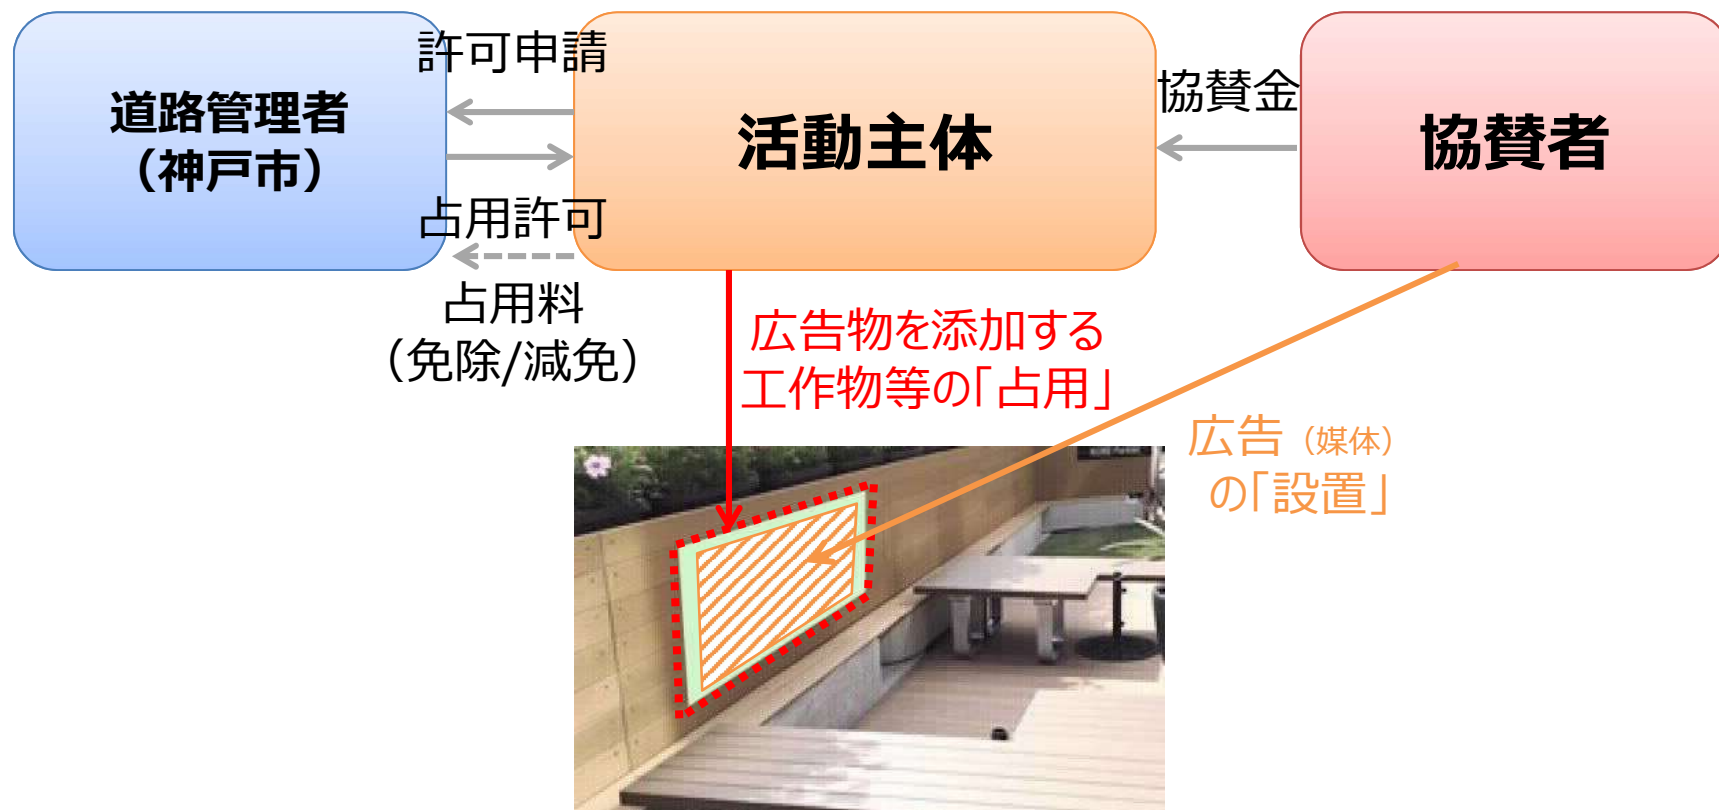 許可申請
道路管理者
（神戸市）
占用許可
占用料
（免除/減免）
活動主体
協賛金
協賛者
広告物を添加する
工作物等の「占用」
広告（媒体）
の「設置」